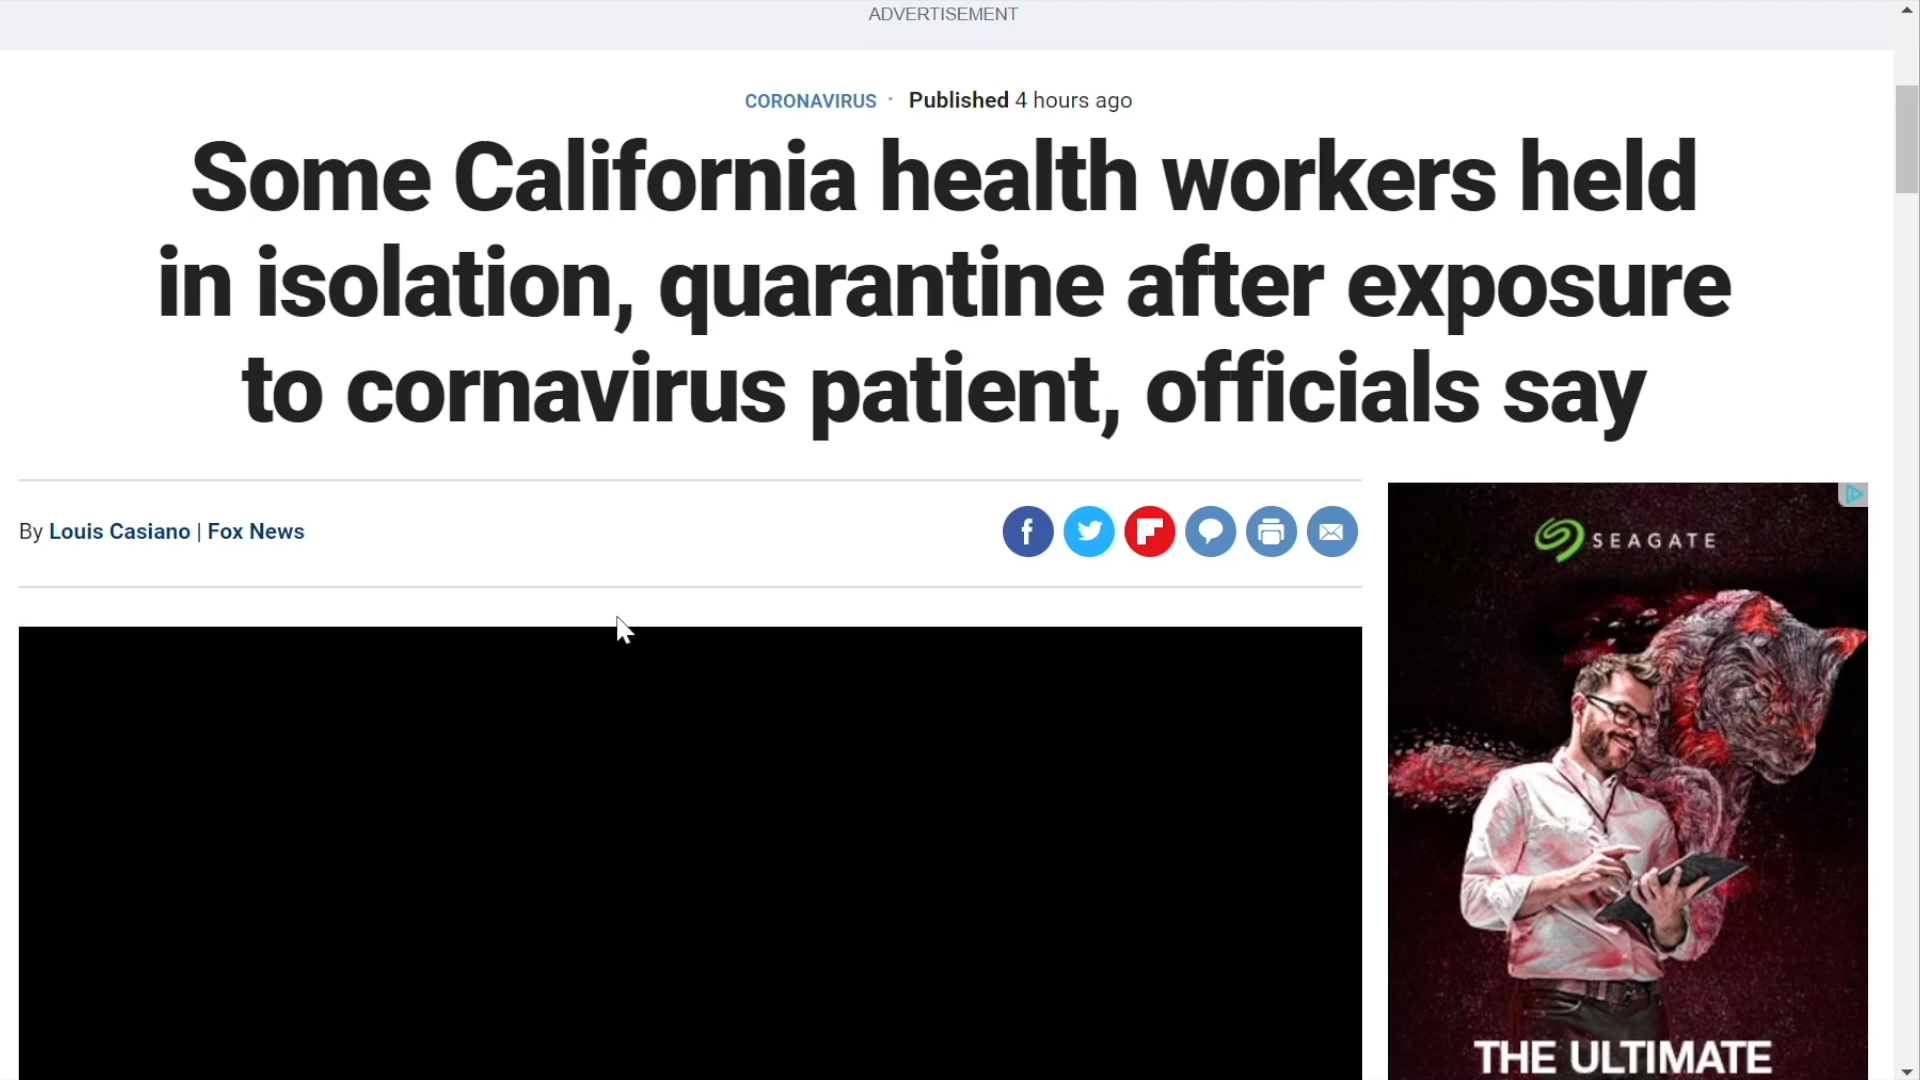 ADVERTISEMENT
CORONAVIRUS · Published 4 hours ago
Some California health workers held
in isolation, quarantine after exposure
to cornavirus patient, officials say
By Louis Casiano | Fox News
SEAGATE
THE ULTIMATE